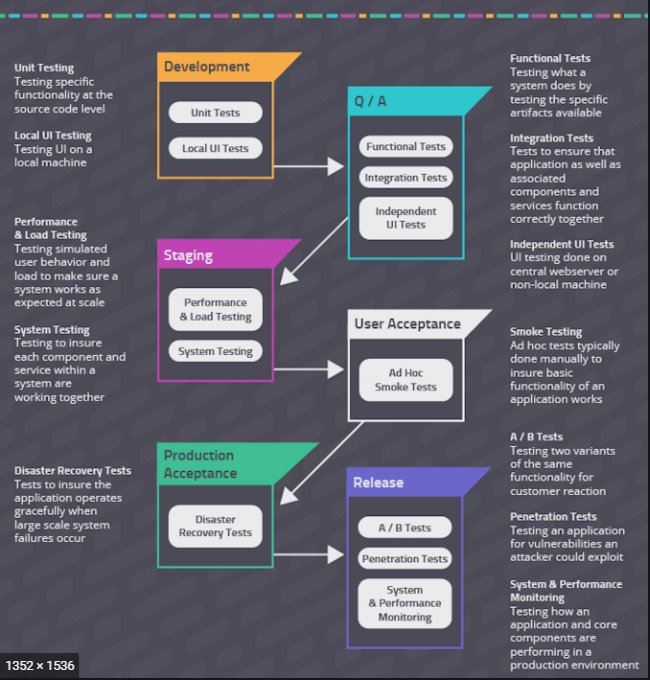 Unit Testing
Testing specific
functionality at the
source code level
Local UI Testing
Testing UI on a
local machine
Development
Unit Tests
Local UI Tests
Q / A
Functional Tests
Integration Tests
Independent
UI Tests
Functional Tests
Testing what a
system does by
testing the specific
artifacts available
Integration Tests
Tests to ensure that
application as well as
associated
components and
services function
correctly together
Independent UI Tests
UI testing done on
central webserver or
non-local machine
Performance
& Load Testing
Testing simulated
user behavior and
load to make sure a
system works as
expected at scale
System Testing
Testing to insure
each component and
service within a
system are
working together
Staging
Performance
& Load Testing
System Testing
User Acceptance
Ad Hoc
Smoke Tests
Smoke Testing
Ad hoc tests typically
done manually to
insure basic
functionality of an
application works
Disaster Recovery Tests
Tests to insure the
application operates
gracefully when
large scale system
failures occur
Production
Acceptance
Disaster
Recovery Tests
Release
A / B Tests
Penetration Tests
System
& Performance
Monitoring
A / B Tests
Testing two variants
of the same
functionality for
customer reaction
Penetration Tests
Testing an application
for vulnerabilities an
attacker could exploit
System & Performance
Monitoring
Testing how an
application and core
components are
performing in a
production environment
1352 × 1536